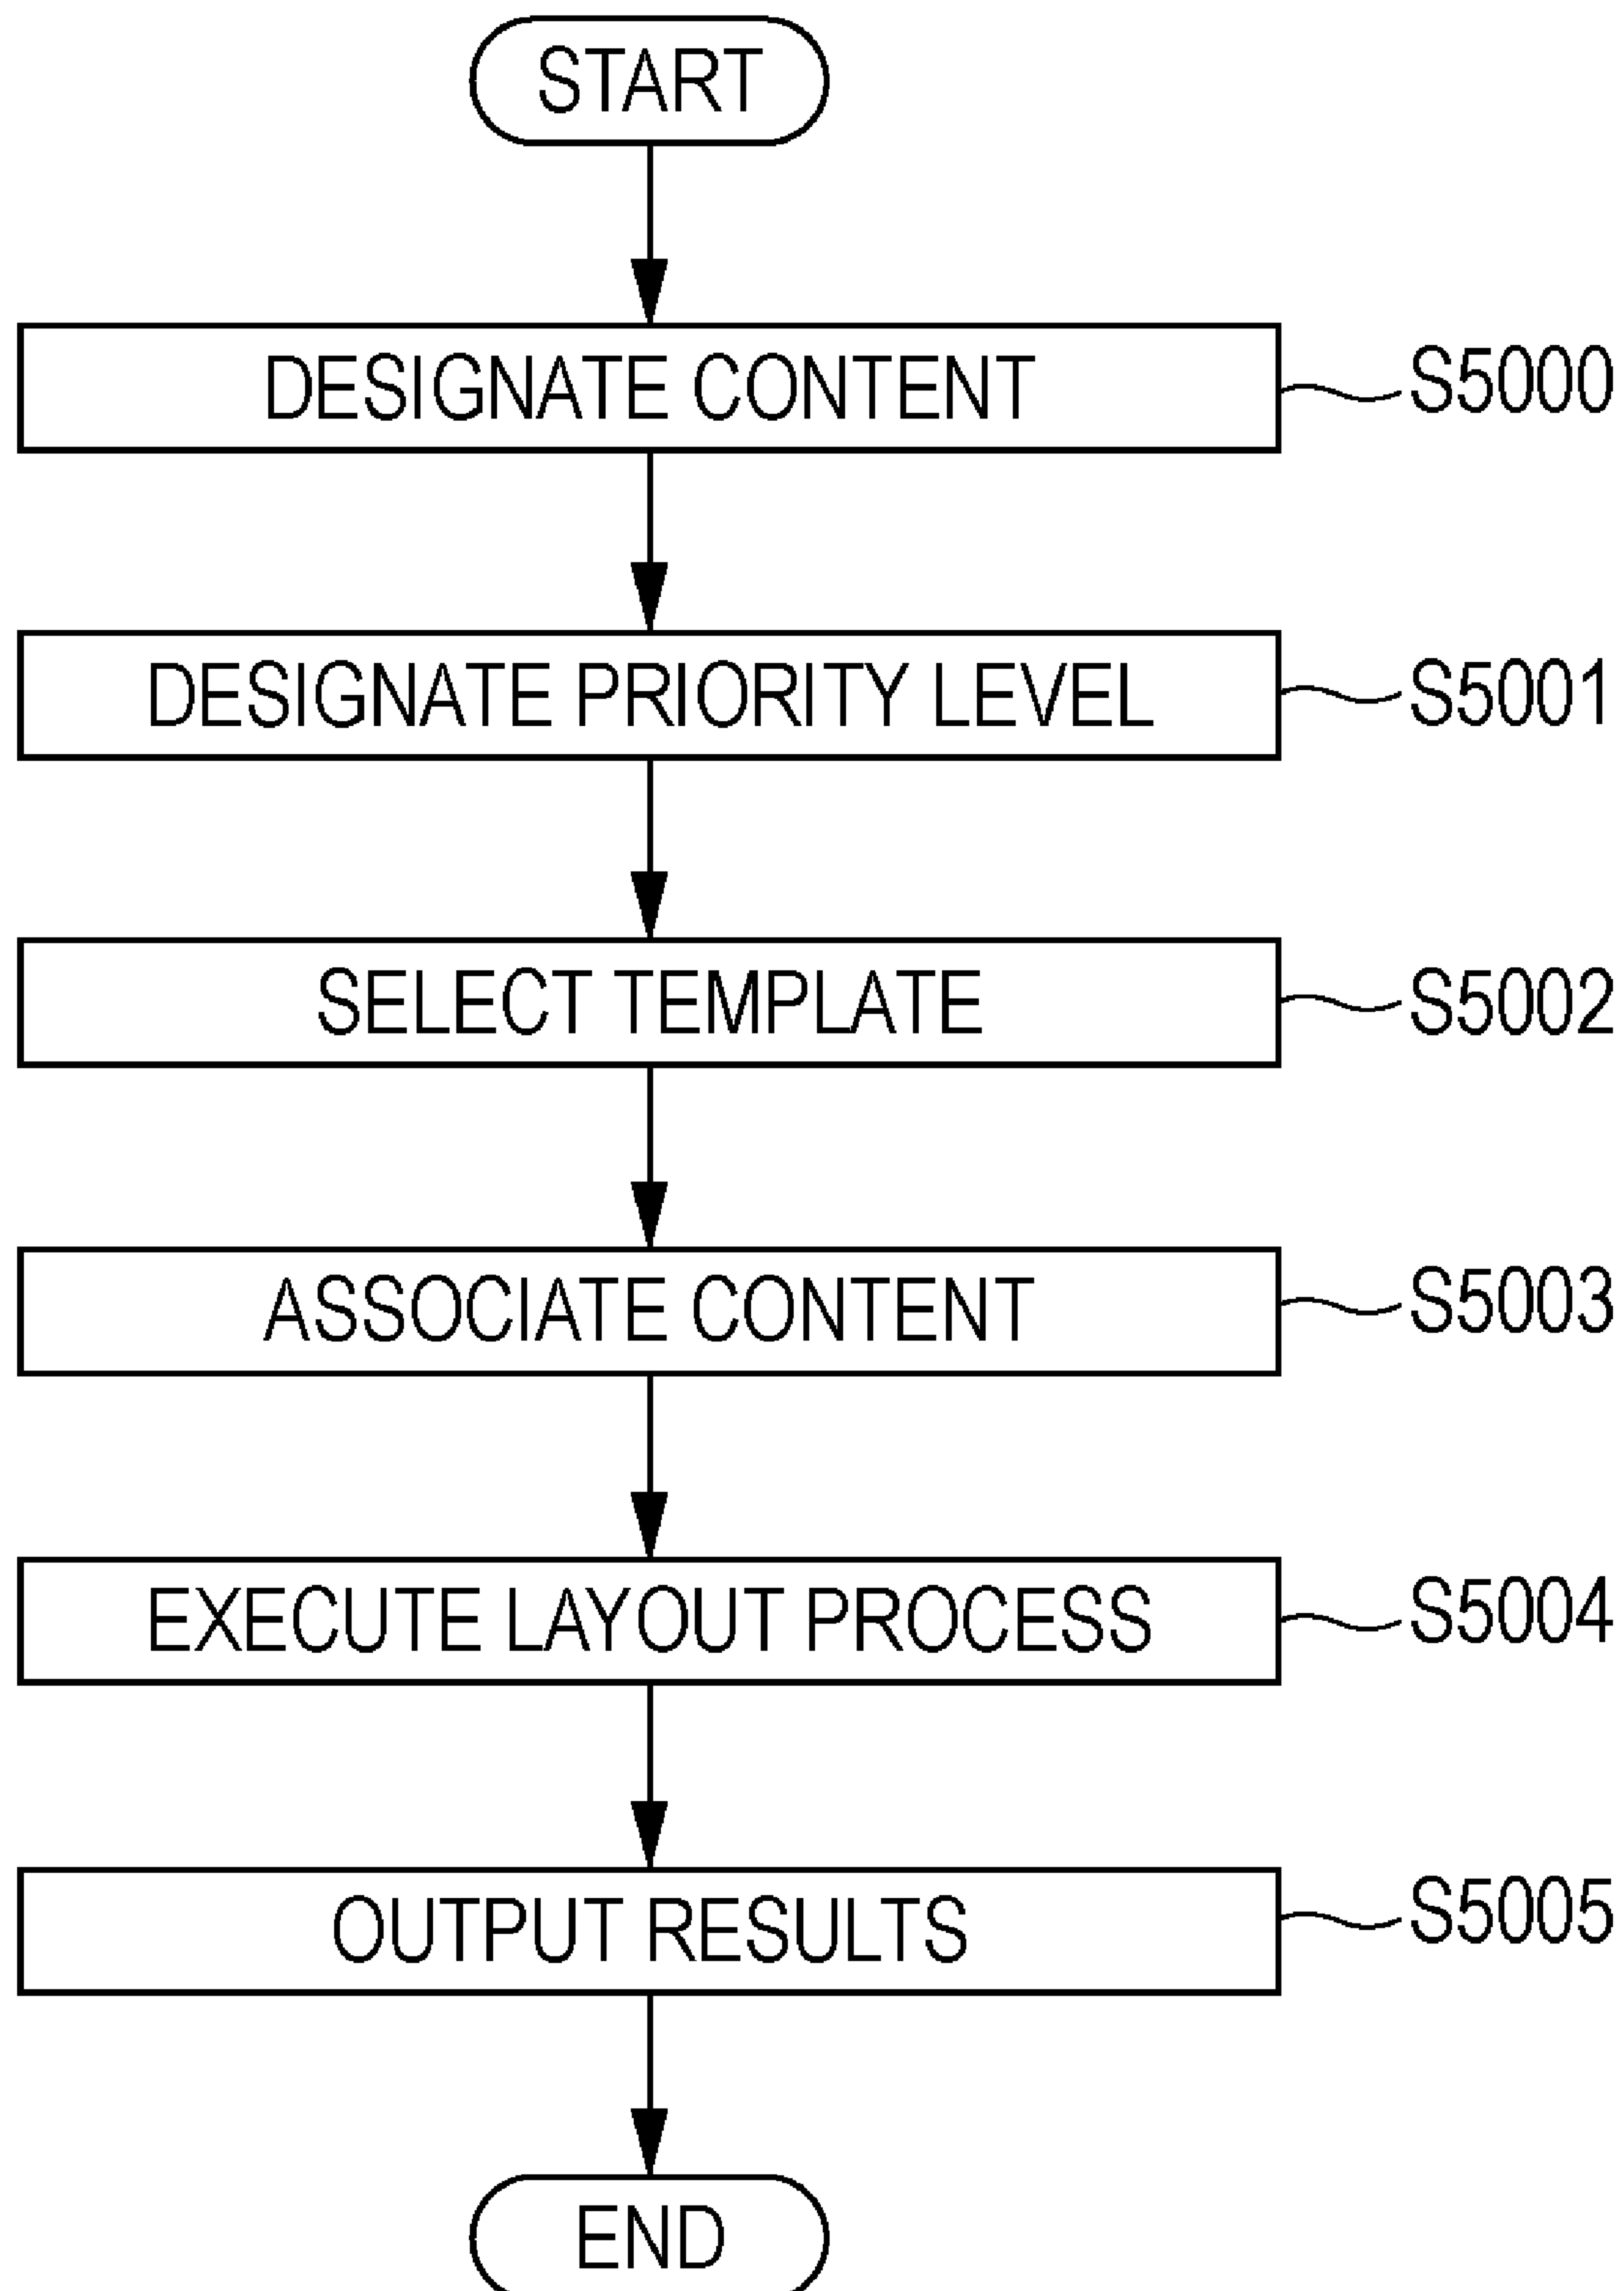 START
DESIGNATE CONTENT
S5000
DESIGNATE PRIORITY LEVEL
S5001
SELECT TEMPLATE
S5002
ASSOCIATE CONTENT
S5003
EXECUTE LAYOUT PROCESS
S5004
OUTPUT RESULTS
S5005
END